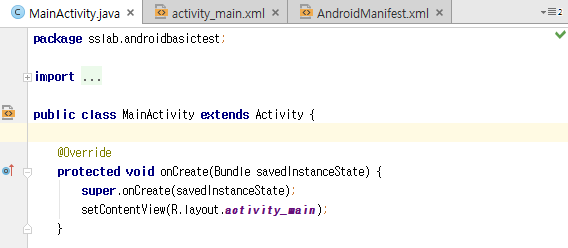 MainActivity.java × activity_main.xml × AndroidManifest.xml × 2
package sslab.androidbasictest;
import ...
public class MainActivity extends Activity {
@Override
protected void onCreate(Bundle savedInstanceState) {
super.onCreate(savedInstanceState);
setContentView(R.layout.activity_main);
}